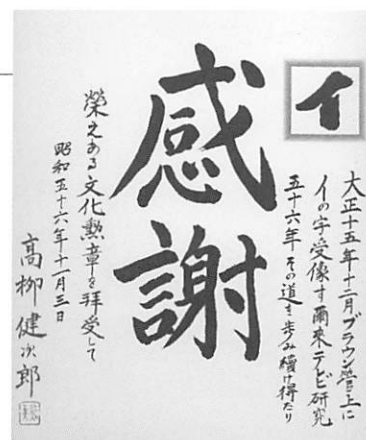 イ
大正十五年十二月ブラウン管上に
イの字受像す爾来テレビ研究
五十六年その道を歩み続け得たり
感謝
榮えある文化勲章を拝受して
昭和五十六年十一月三日
高柳健次郎